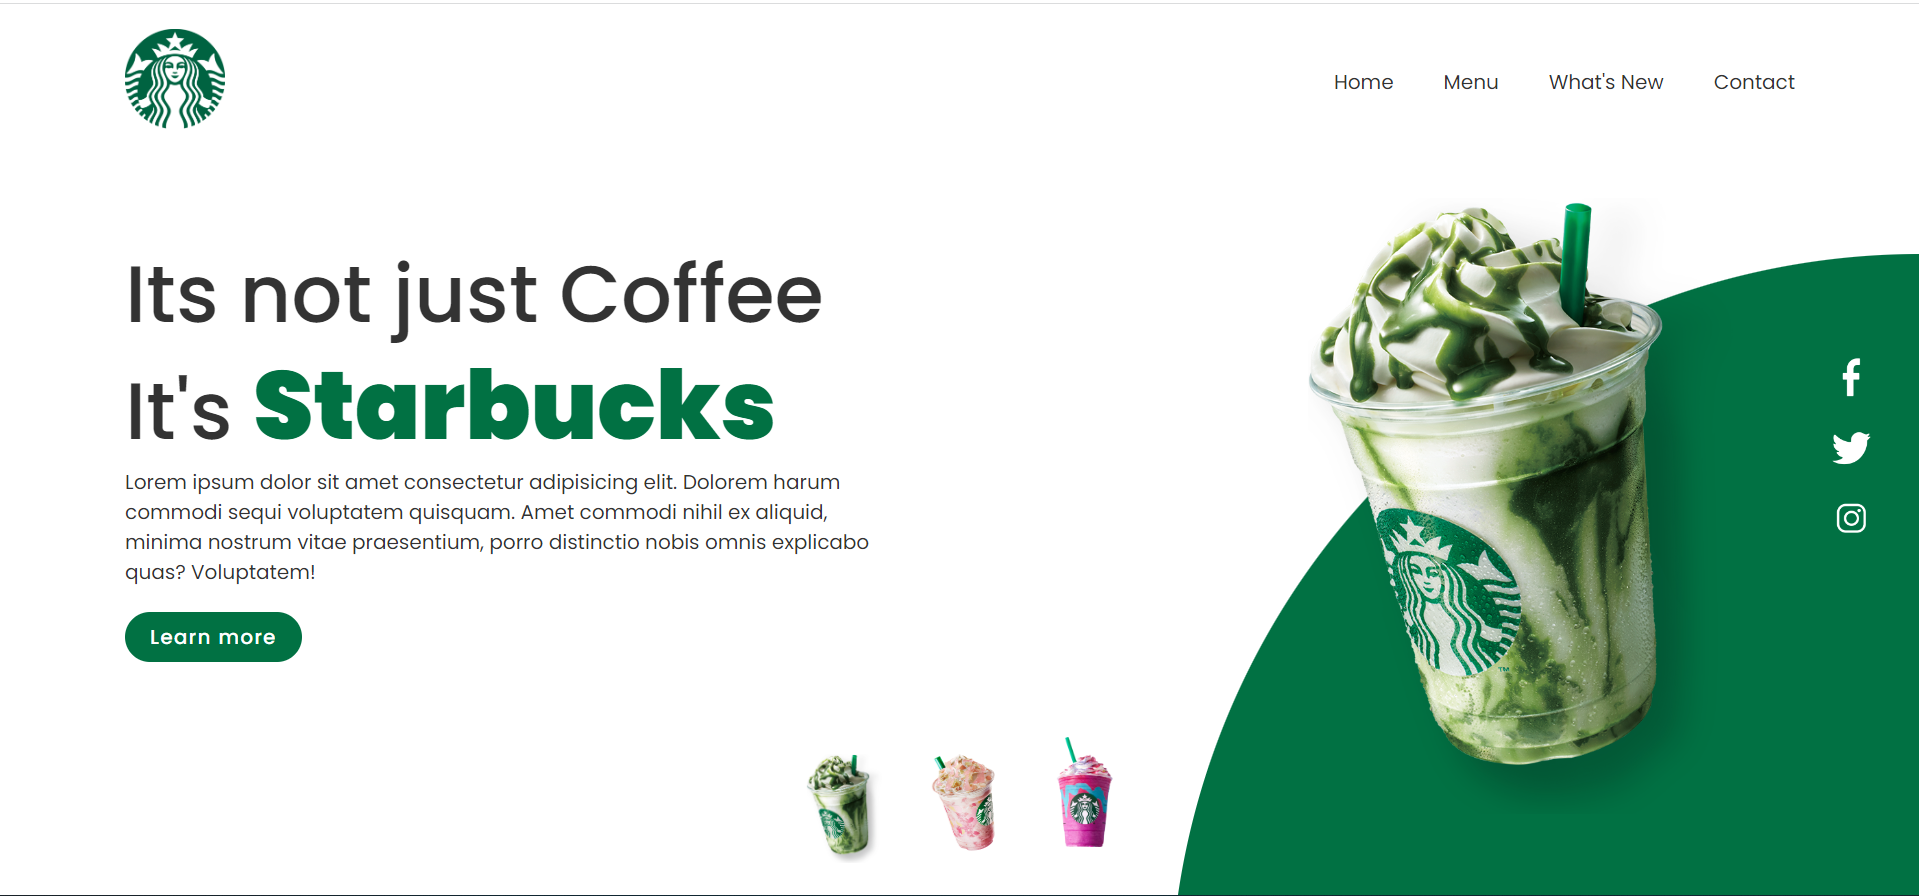 Home Menu What's New Contact
Its not just Coffee
It's Starbucks
Lorem ipsum dolor sit amet consectetur adipisicing elit. Dolorem harum
commodi sequi voluptatem quisquam. Amet commodi nihil ex aliquid,
minima nostrum vitae praesentium, porro distinctio nobis omnis explicabo
quas? Voluptatem!
Learn more
TM